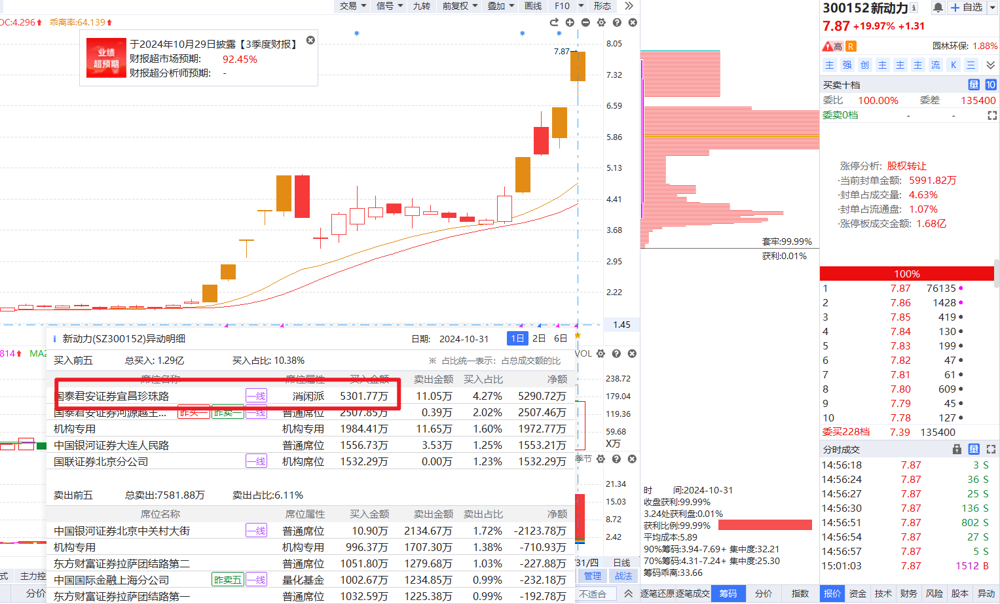 交易 信号 九转 前复权 叠加 画线 F10 形态
DC:4.296 乖离率:64.139
业绩
超预期
于2024年10月29日披露【3季度财报】
财报超市场预期: 92.45%
财报超分析师预期: -
7.87
8.05
7.32
6.59
5.86
5.13
4.41
3.68
2.95
2.22
1.45
新动力(SZ300152)异动明细 日期: 2024-10-31 1日 2日 6日
买入前五 总买入: 1.29亿 买入占比: 10.38% ※ 占比统一表示: 占总成交额的比
席位名称 席位属性 买入金额 卖出金额 买入占比 净额
国泰君安证券宜昌珍珠路 一线 消闲派 5301.77万 11.05万 4.27% 5290.72万
国泰君安证券河源越王... 昨买一 昨卖一 一线 普通席位 2507.85万 0.39万 2.02% 2507.46万
机构专用 机构专用 1984.41万 11.65万 1.60% 1972.77万
中国银河证券大连人民路 普通席位 1556.73万 3.53万 1.25% 1553.21万
国联证券北京分公司 一线 机构席位 1532.29万 0.00万 1.23% 1532.29万
卖出前五 总卖出:7581.88万 卖出占比:6.11%
席位名称 席位属性 买入金额 卖出金额 卖出占比 净额
中国银河证券北京中关村大街 一线 普通席位 10.90万 2134.67万 1.72% -2123.78万
机构专用 机构专用 996.37万 1707.30万 1.38% -710.93万
东方财富证券拉萨团结路第二 普通席位 1051.80万 1279.68万 1.03% -227.88万
中国国际金融上海分公司 昨卖五 一线 量化基金 1002.67万 1234.85万 0.99% -232.18万
东方财富证券拉萨团结路第一 普通席位 1032.59万 1225.38万 0.99% -192.78万
814 MA2
式 主力控
分价
VOL
238.72
179.04
119.36
59.68
X万
季节
21.34
15.03
8.72
2.42
/31/四 日线
管理 战法
不适合
套牢:99.99%
获利:0.01%
时 间:2024-10-31
收盘获利:99.99%
3.24处获利盘:0.01%
获利比例:99.99%
平均成本:5.89
90%筹码:3.94-7.69+ 集中度:32.21
70%筹码:4.31-7.24+ 集中度:25.30
筹码乖离:33.66
逐笔还原 逐笔成交 筹码 分价 指数
300152 新动力 自选
7.87 +19.97% +1.31
高 R 园林环保: 1.88%
主 强 创 主 主 主 流 K 三
买卖十档 量 10
委比 100.00% 委差 135400
委卖0档 - -
涨停分析: 股权转让
·当前封单金额: 5991.82万
·封单占成交量: 4.63%
·封单占流通盘: 1.07%
·涨停板成交金额: 1.68亿
100%
1 7.87 76135
2 7.86 1428
3 7.85 419
4 7.84 130
5 7.83 199
6 7.82 47
7 7.81 61
8 7.80 609
9 7.79 45
10 7.78 127
委买228档 7.39 135400
分时成交 量
14:56:18 7.87 3 S
14:56:24 7.87 36 S
14:56:27 7.87 25 S
14:56:30 7.87 136 S
14:56:51 7.87 802 S
14:56:54 7.87 27 S
14:56:57 7.87 5 S
15:01:03 7.87 1512 B
报价 资金 技术 财务 风险 股本 异动